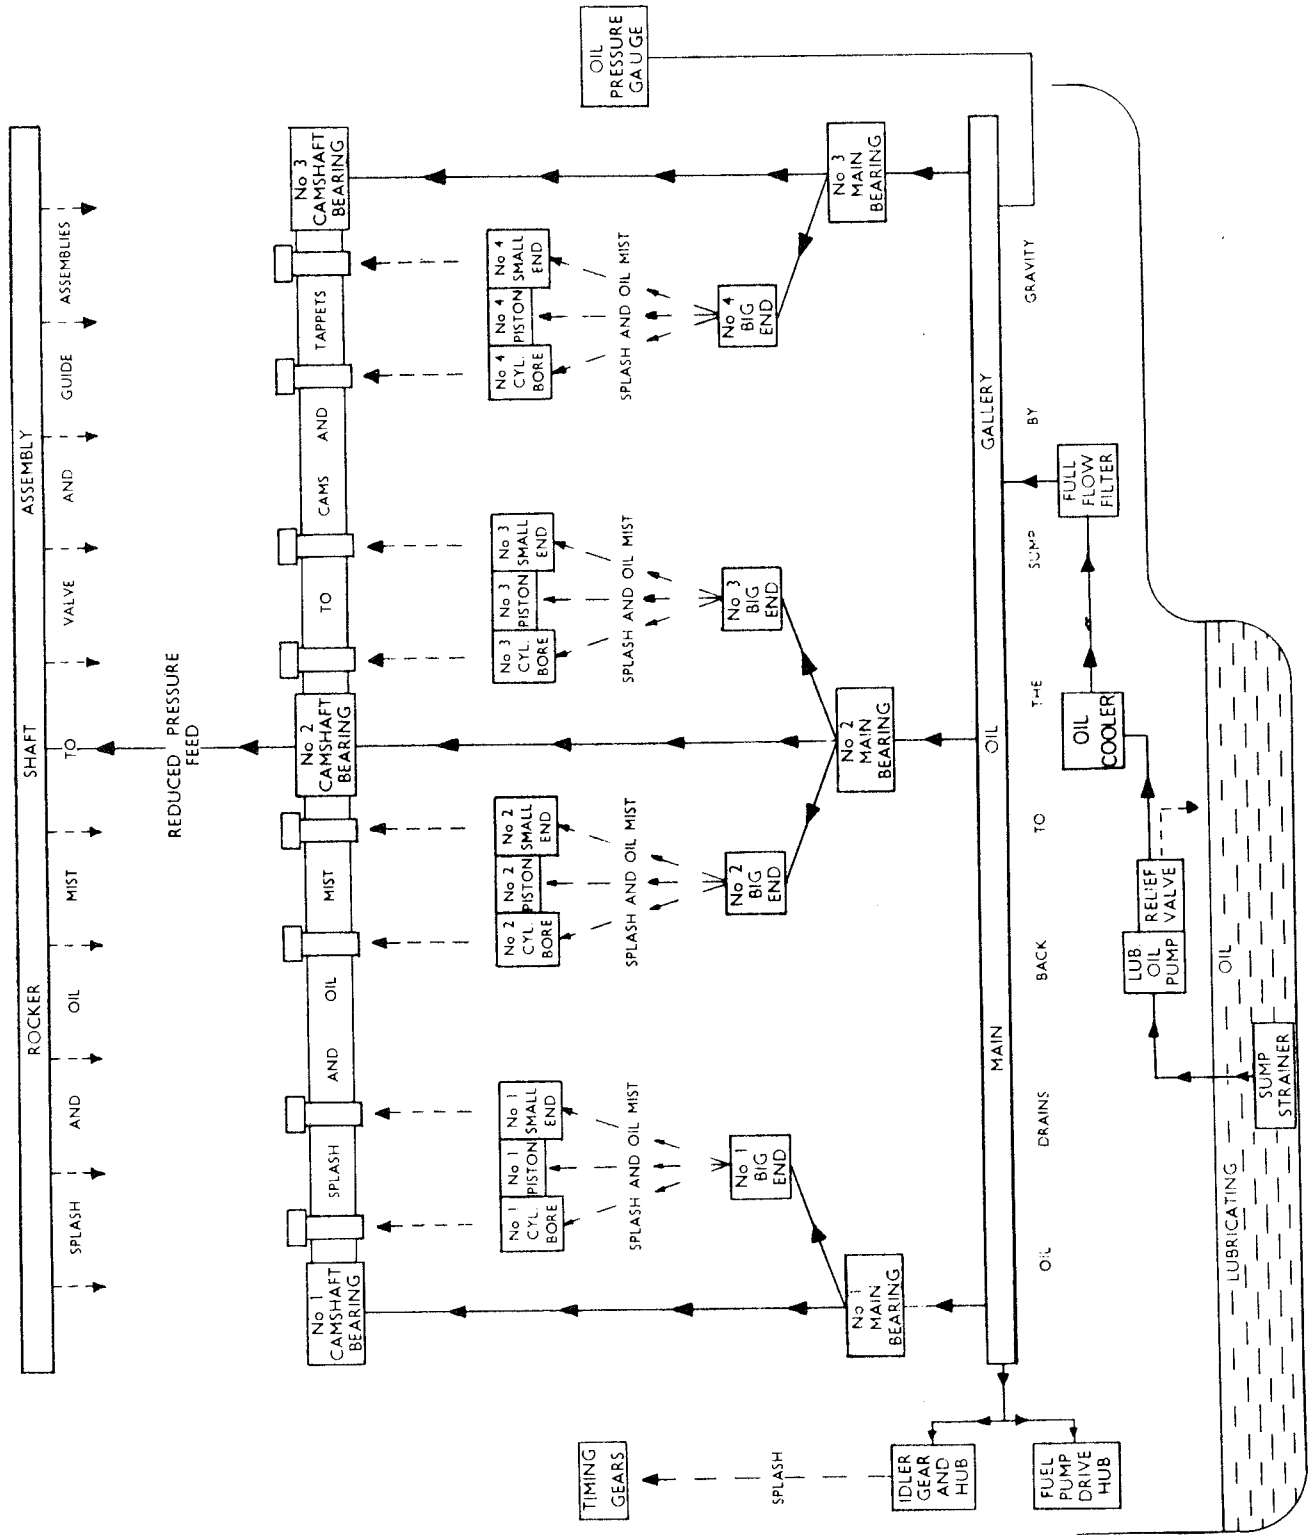 ROCKER SHAFT ASSEMBLY
SPLASH AND OIL MIST TO VALVE AND GUIDE ASSEMBLIES
REDUCED PRESSURE
FEED
No 1
CAMSHAFT
BEARING
SPLASH AND OIL MIST
No 2
CAMSHAFT
BEARING
TO CAMS AND TAPPETS
No 3
CAMSHAFT
BEARING
No 1
CYL.
BORE
No 1
PISTON
No 1
SMALL
END
No 2
CYL.
BORE
No 2
PISTON
No 2
SMALL
END
No 3
CYL.
BORE
No 3
PISTON
No 3
SMALL
END
No 4
CYL.
BORE
No 4
PISTON
No 4
SMALL
END
SPLASH AND OIL MIST
SPLASH AND OIL MIST
SPLASH AND OIL MIST
SPLASH AND OIL MIST
TIMING
GEARS
OIL
PRESSURE
GAUGE
No 1
BIG
END
No 2
BIG
END
No 3
BIG
END
No 4
BIG
END
SPLASH
No 1
MAIN
BEARING
No 2
MAIN
BEARING
No 3
MAIN
BEARING
IDLER
GEAR
AND
HUB
MAIN OIL GALLERY
FUEL
PUMP
DRIVE
HUB
OIL DRAINS BACK TO THE SUMP BY GRAVITY
LUB.
OIL
PUMP
RELIEF
VALVE
OIL
COOLER
FULL
FLOW
FILTER
LUBRICATING OIL
SUMP
STRAINER